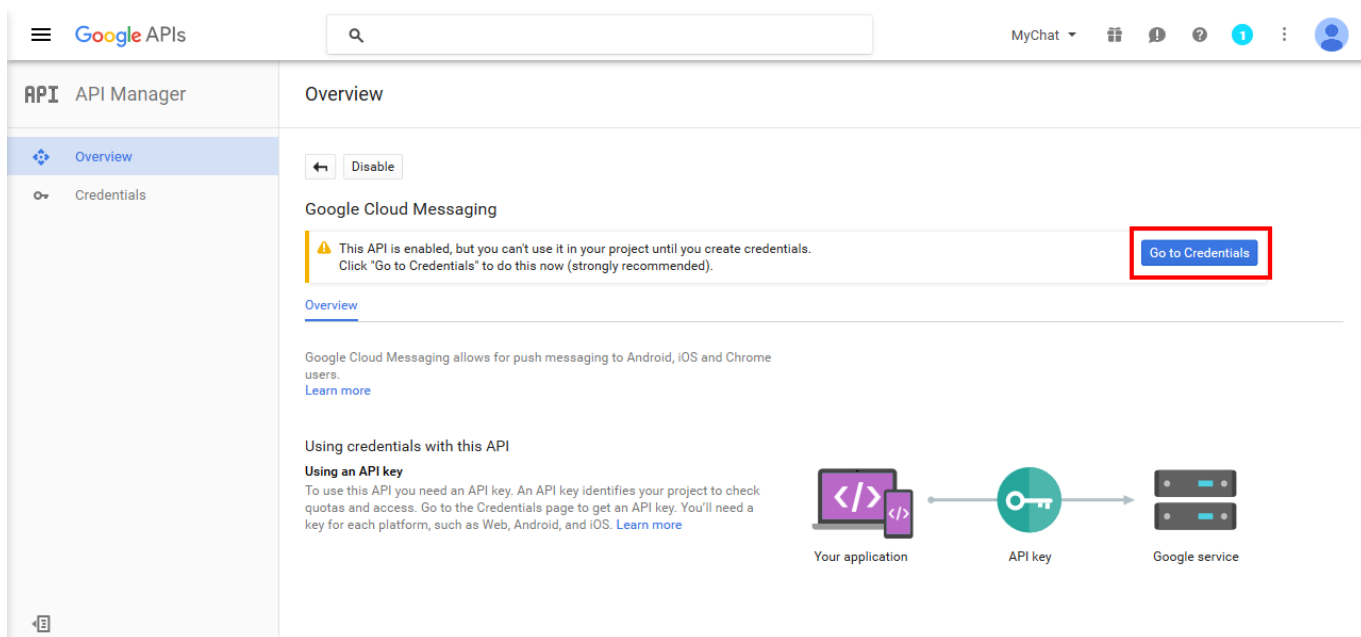 Google APIs
MyChat
1
API API Manager
Overview
Overview
Credentials
Disable
Google Cloud Messaging
This API is enabled, but you can't use it in your project until you create credentials.
Click "Go to Credentials" to do this now (strongly recommended).
Go to Credentials
Overview
Google Cloud Messaging allows for push messaging to Android, iOS and Chrome
users.
Learn more
Using credentials with this API
Using an API key
To use this API you need an API key. An API key identifies your project to check
quotas and access. Go to the Credentials page to get an API key. You'll need a
key for each platform, such as Web, Android, and iOS. Learn more
</>
</>
Your application
API key
Google service